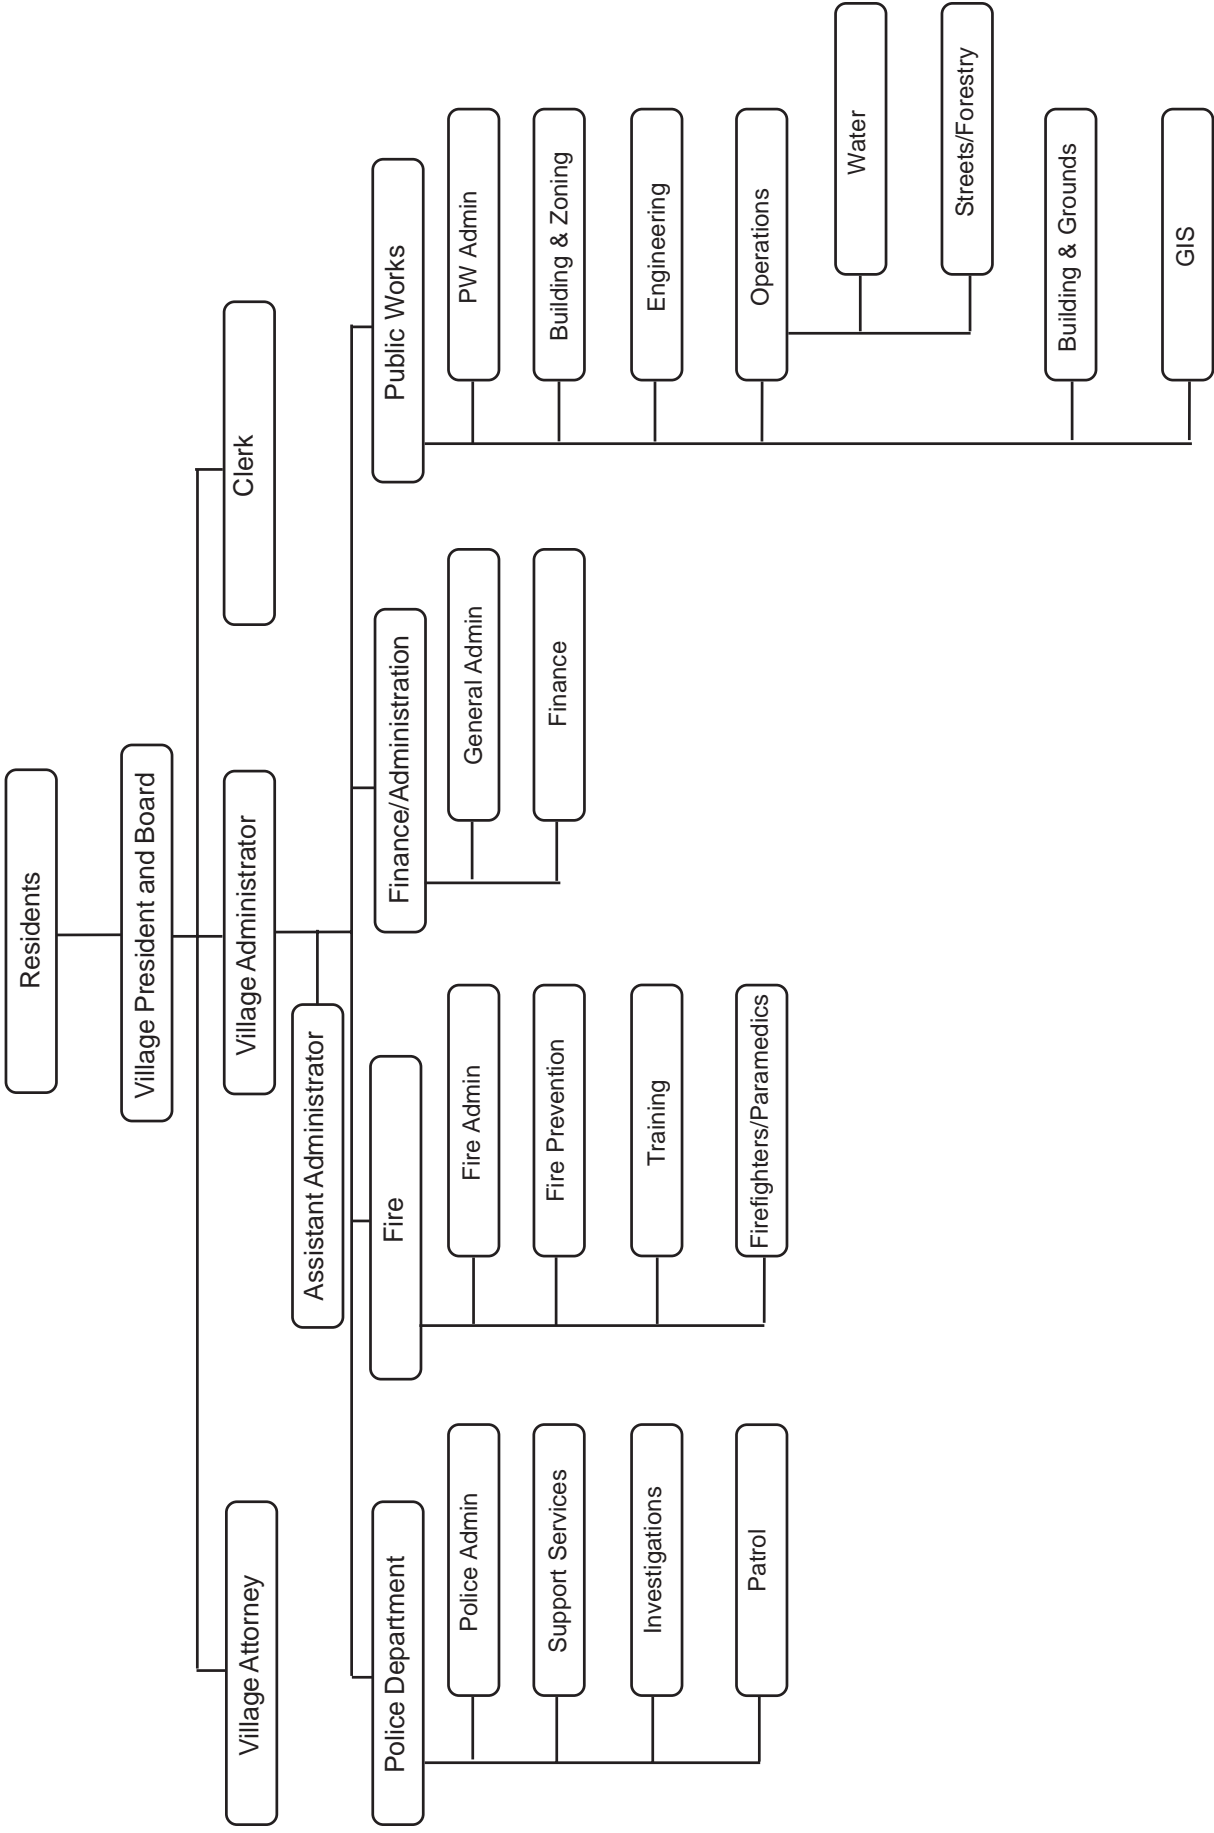 Residents
Village President and Board
Village Attorney
Village Administrator
Clerk
Assistant Administrator
Police Department
Fire
Finance/Administration
Public Works
Police Admin
Support Services
Investigations
Patrol
Fire Admin
Fire Prevention
Training
Firefighters/Paramedics
General Admin
Finance
PW Admin
Building & Zoning
Engineering
Operations
Water
Streets/Forestry
Building & Grounds
GIS